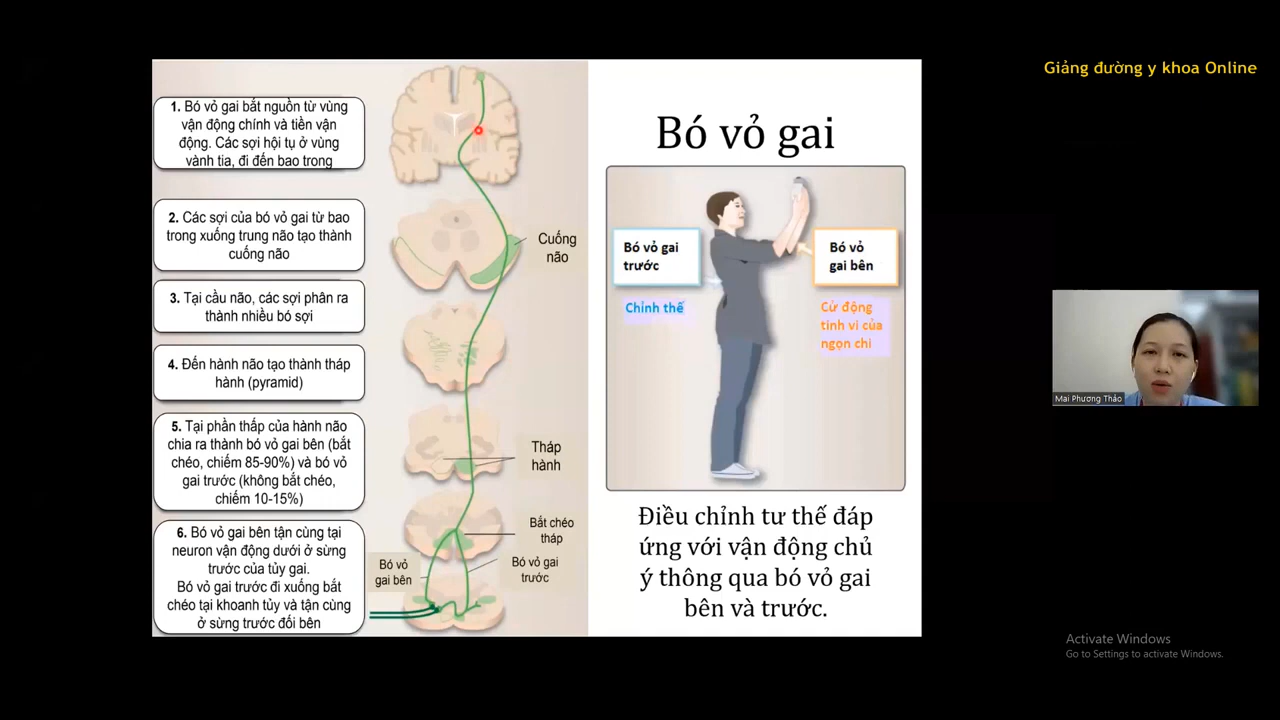 Giảng đường y khoa Online
1. Bó vỏ gai bắt nguồn từ vùng
vận động chính và tiền vận
động. Các sợi hội tụ ở vùng
vành tia, đi đến bao trong
2. Các sợi của bó vỏ gai từ bao
trong xuống trung não tạo thành
cuống não
3. Tại cầu não, các sợi phân ra
thành nhiều bó sợi
4. Đến hành não tạo thành tháp
hành (pyramid)
5. Tại phần thấp của hành não
chia ra thành bó vỏ gai bên (bắt
chéo, chiếm 85-90%) và bó vỏ
gai trước (không bắt chéo,
chiếm 10-15%)
6. Bó vỏ gai bên tận cùng tại
neuron vận động dưới ở sừng
trước của tủy gai.
Bó vỏ gai trước đi xuống bắt
chéo tại khoanh tủy và tận cùng
ở sừng trước đối bên
Cuống
não
Tháp
hành
Bắt chéo
tháp
Bó vỏ
gai bên
Bó vỏ gai
trước
Bó vỏ gai
Bó vỏ gai
trước
Chỉnh thế
Bó vỏ
gai bên
Cử động
tinh vi của
ngọn chi
Điều chỉnh tư thế đáp
ứng với vận động chủ
ý thông qua bó vỏ gai
bên và trước.
Mai Phương Thảo
Activate Windows
Go to Settings to activate Windows.